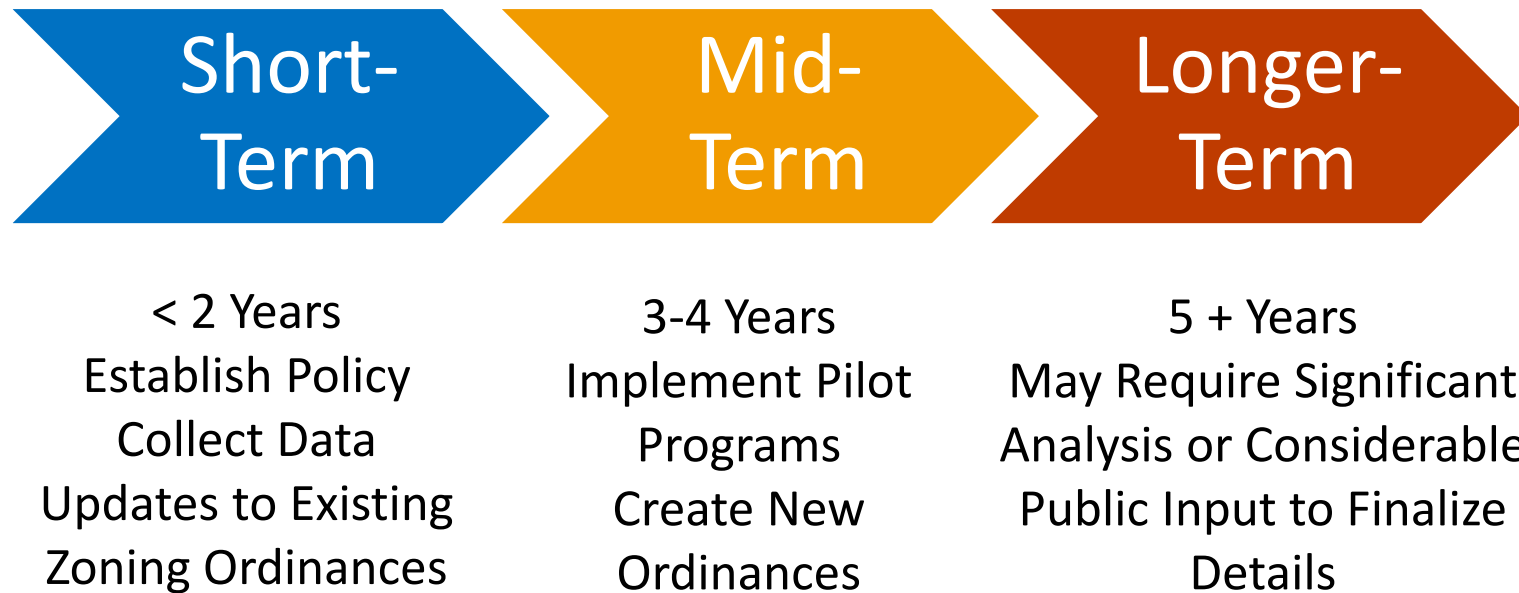 Short-
Term
Mid-
Term
Longer-
Term
< 2 Years
Establish Policy
Collect Data
Updates to Existing
Zoning Ordinances
3-4 Years
Implement Pilot
Programs
Create New
Ordinances
5 + Years
May Require Significant
Analysis or Considerable
Public Input to Finalize
Details